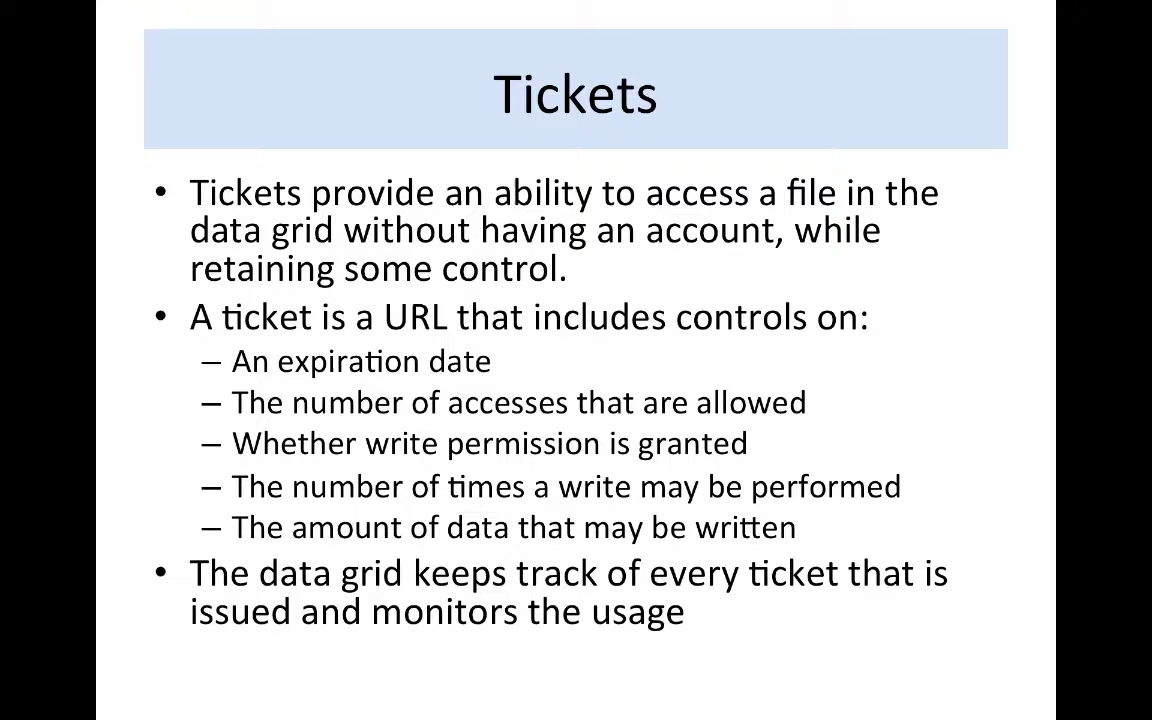 Tickets
• Tickets provide an ability to access a file in the
data grid without having an account, while
retaining some control.
• A ticket is a URL that includes controls on:
– An expiration date
– The number of accesses that are allowed
– Whether write permission is granted
– The number of times a write may be performed
– The amount of data that may be written
• The data grid keeps track of every ticket that is
issued and monitors the usage